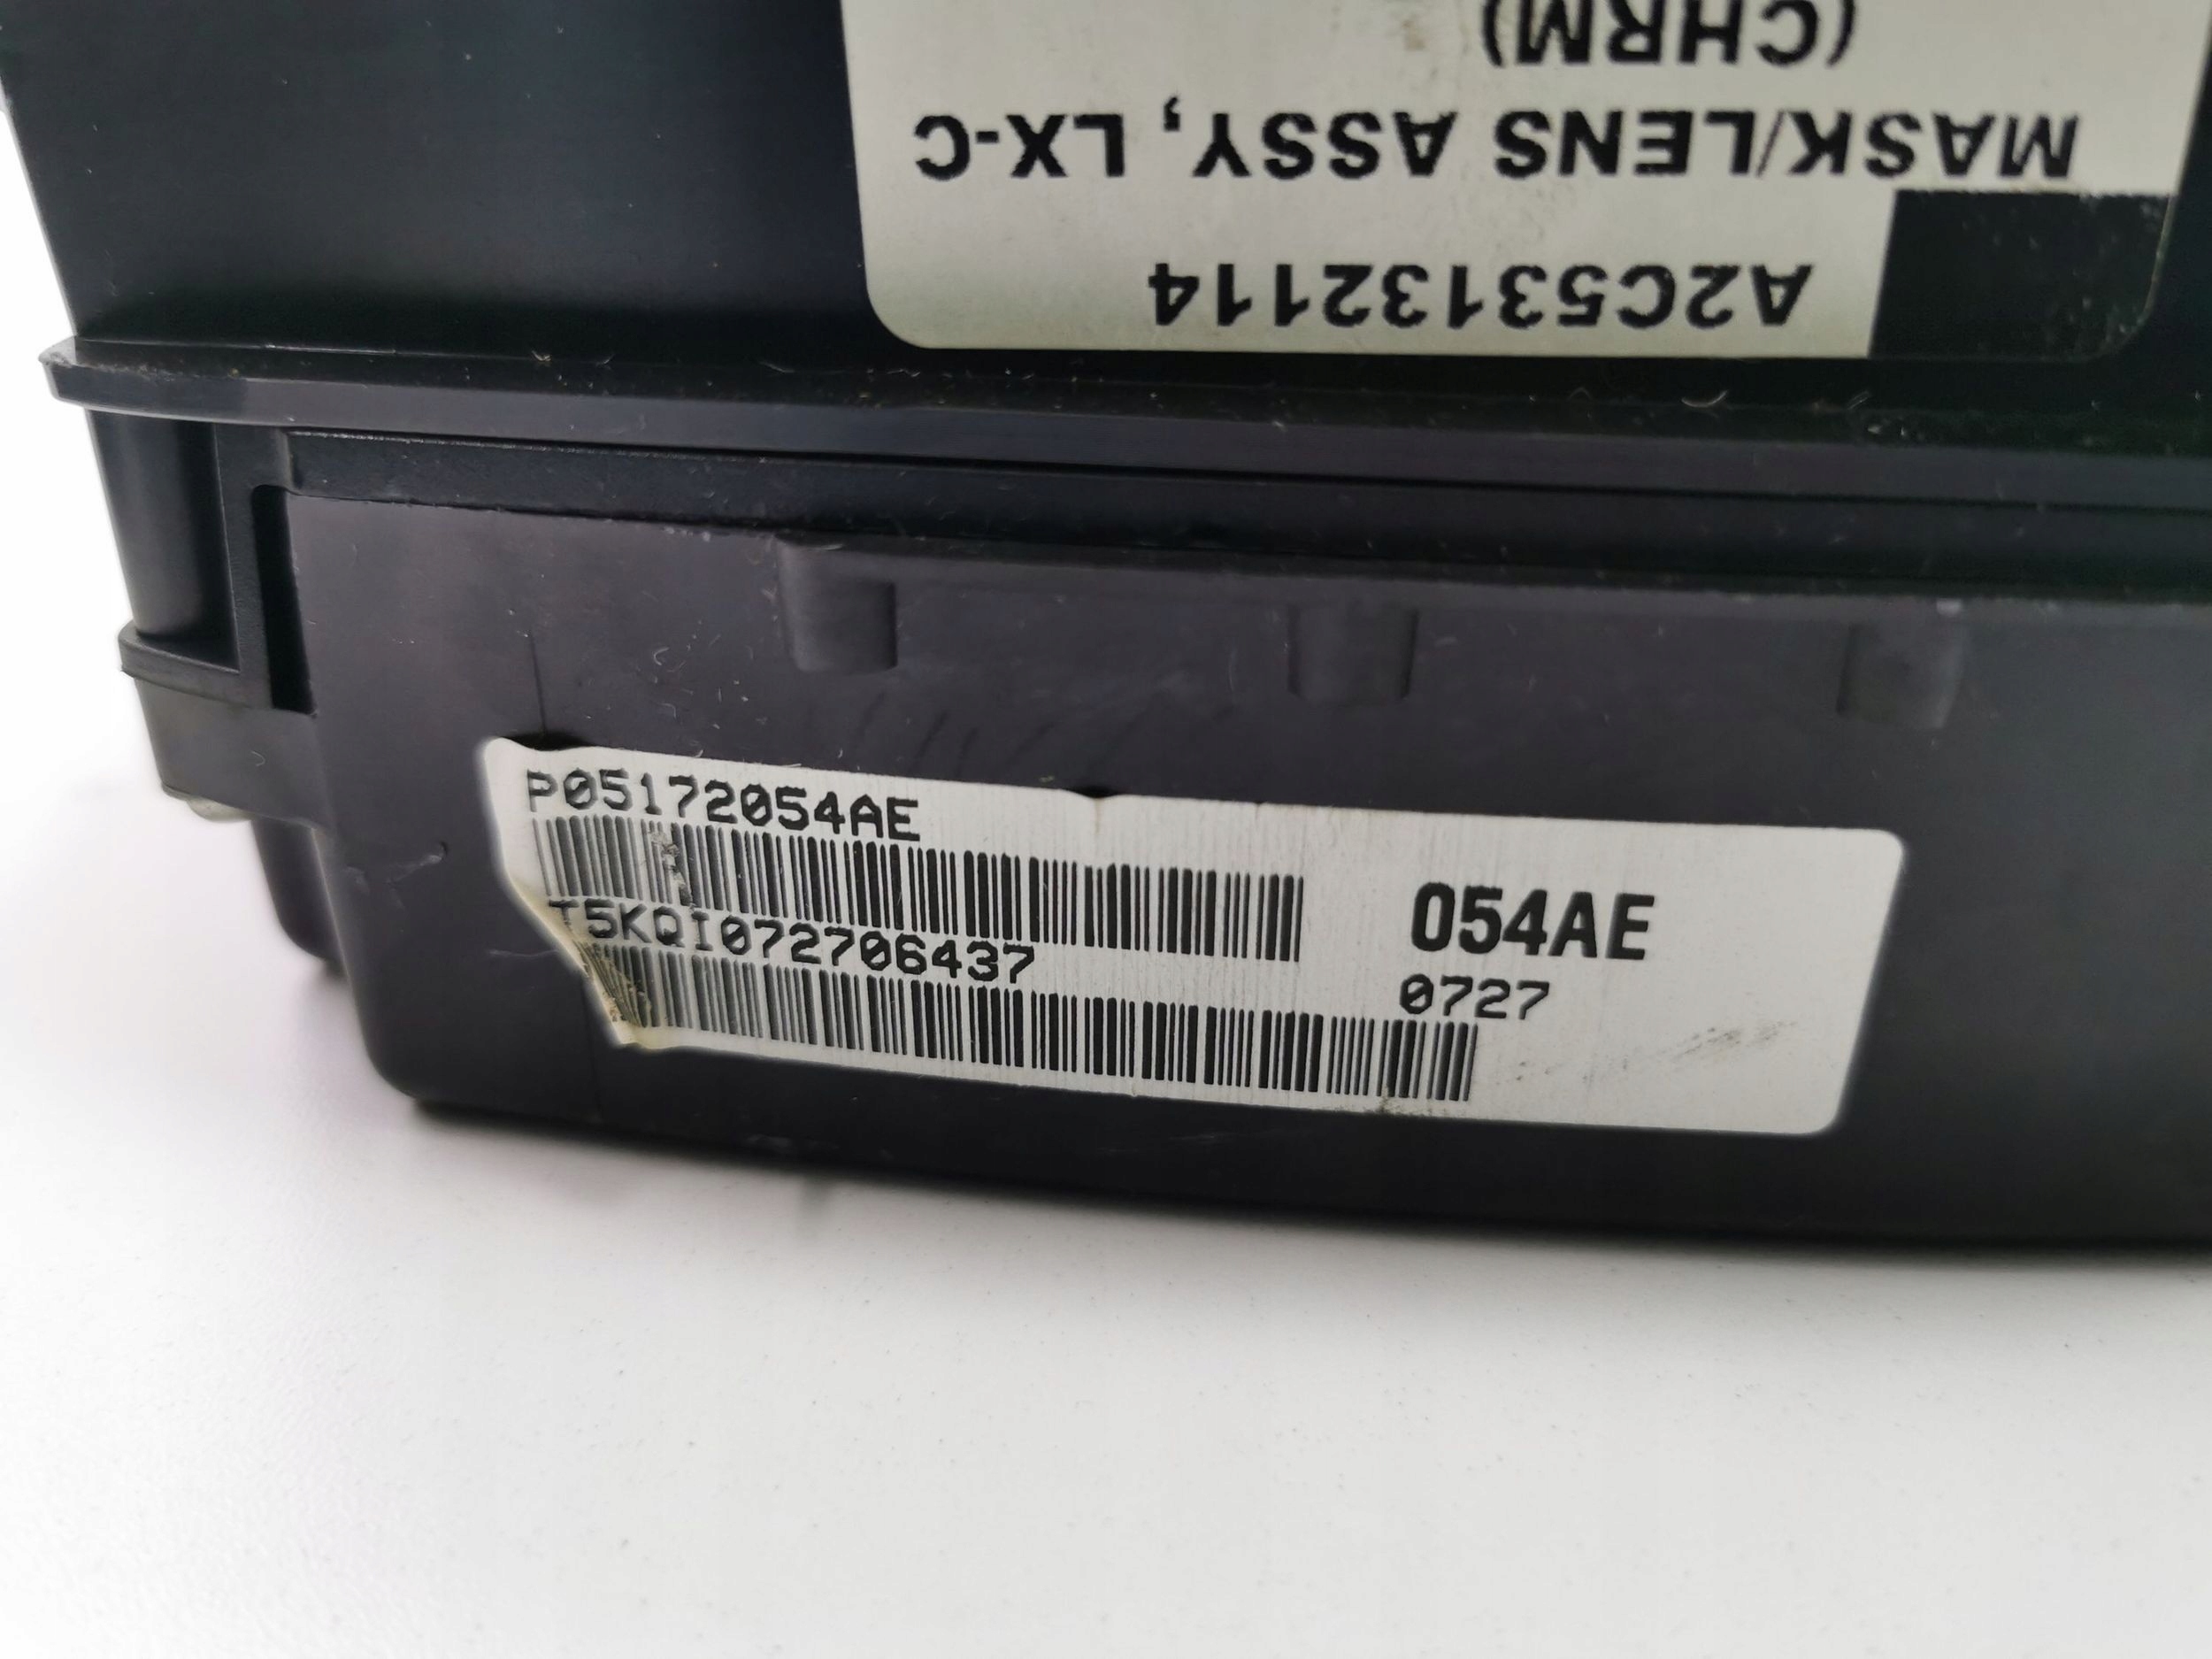 A2C53132114
MASK/LENS ASSY, LX-C
(CHRM)
P05172054AE
T5KQI072706437
054AE
0727